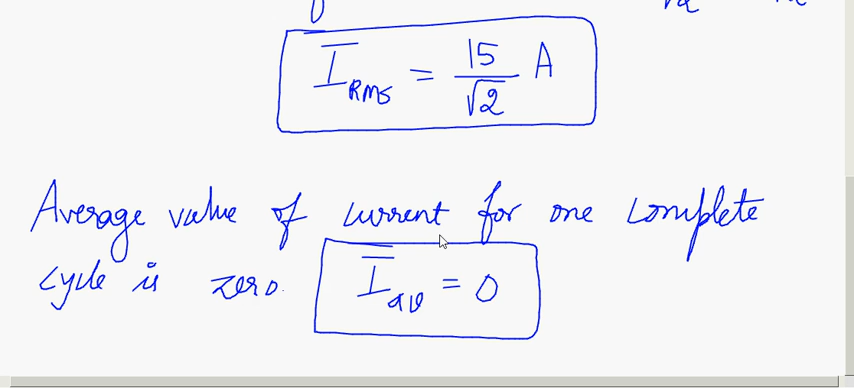 I_RMS = 15/√2 A
Average value of current for one complete
cycle is zero. I_av = 0